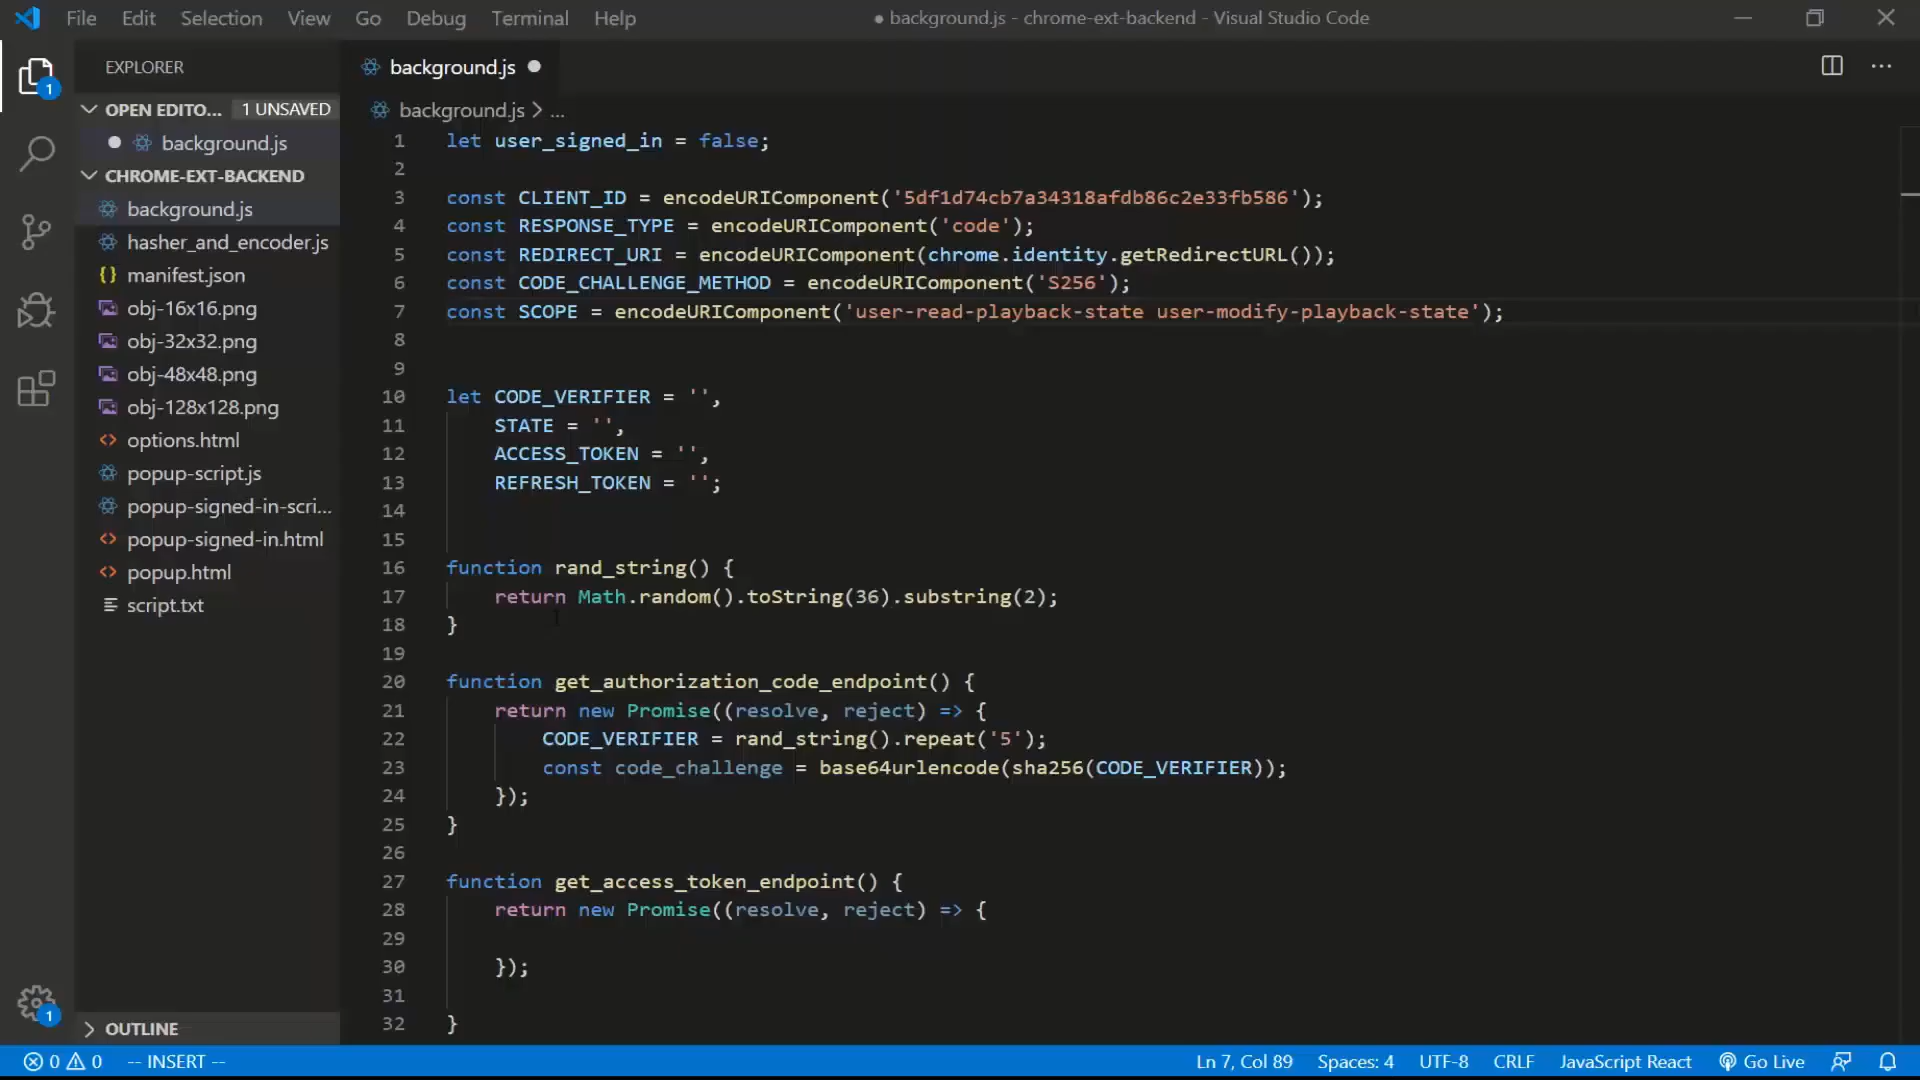 File Edit Selection View Go Debug Terminal Help
● background.js - chrome-ext-backend - Visual Studio Code
EXPLORER
OPEN EDITO... 1 UNSAVED
background.js
CHROME-EXT-BACKEND
background.js
hasher_and_encoder.js
manifest.json
obj-16x16.png
obj-32x32.png
obj-48x48.png
obj-128x128.png
options.html
popup-script.js
popup-signed-in-scri...
popup-signed-in.html
popup.html
script.txt
OUTLINE
1
1
background.js
background.js > ...
1 let user_signed_in = false;
2
3 const CLIENT_ID = encodeURIComponent('5df1d74cb7a34318afdb86c2e33fb586');
4 const RESPONSE_TYPE = encodeURIComponent('code');
5 const REDIRECT_URI = encodeURIComponent(chrome.identity.getRedirectURL());
6 const CODE_CHALLENGE_METHOD = encodeURIComponent('S256');
7 const SCOPE = encodeURIComponent('user-read-playback-state user-modify-playback-state');
8
9
10 let CODE_VERIFIER = '',
11 STATE = '',
12 ACCESS_TOKEN = '',
13 REFRESH_TOKEN = '';
14
15
16 function rand_string() {
17 return Math.random().toString(36).substring(2);
18 }
19
20 function get_authorization_code_endpoint() {
21 return new Promise((resolve, reject) => {
22 CODE_VERIFIER = rand_string().repeat('5');
23 const code_challenge = base64urlencode(sha256(CODE_VERIFIER));
24 });
25 }
26
27 function get_access_token_endpoint() {
28 return new Promise((resolve, reject) => {
29
30 });
31
32 }
0 0 -- INSERT --
Ln 7, Col 89 Spaces: 4 UTF-8 CRLF JavaScript React Go Live